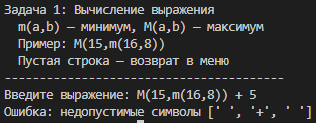 Задача 1: Вычисление выражения
m(a,b) — минимум, M(a,b) — максимум
Пример: M(15,m(16,8))
Пустая строка — возврат в меню
----------------------------------------
Введите выражение: M(15,m(16,8)) + 5
Ошибка: недопустимые символы [' ', '+', ' ']